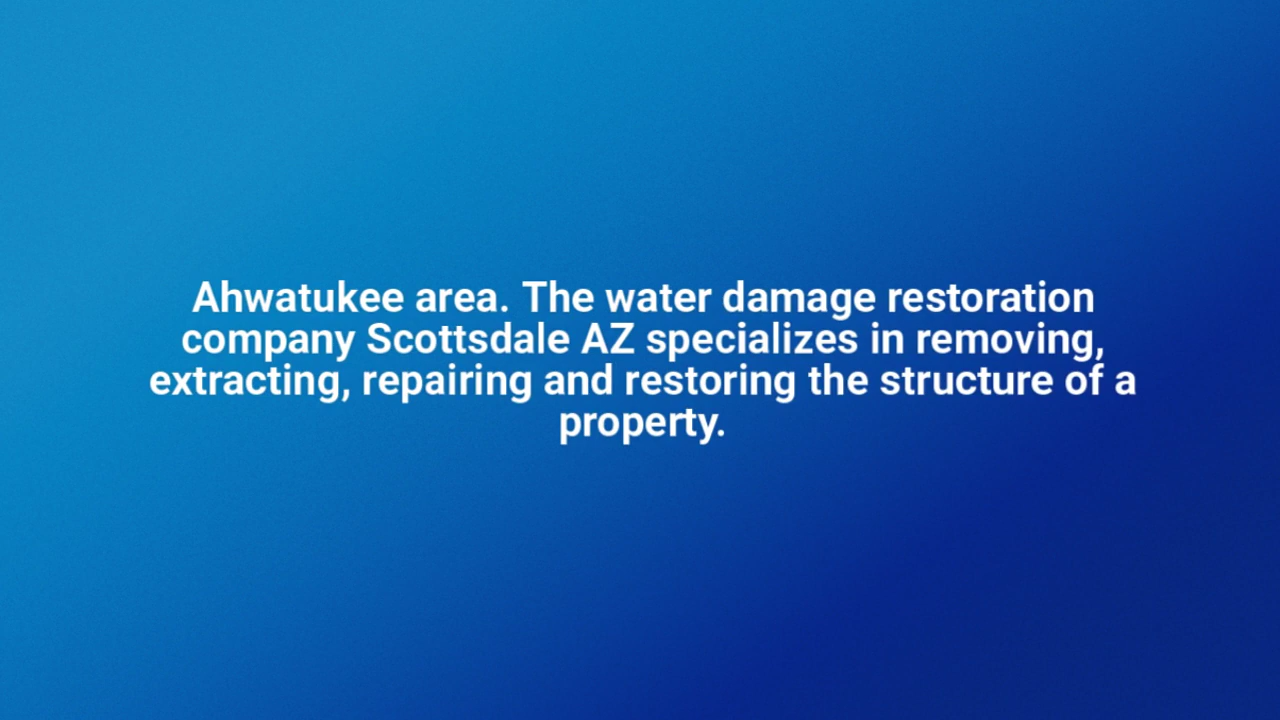 Ahwatukee area. The water damage restoration
company Scottsdale AZ specializes in removing,
extracting, repairing and restoring the structure of a
property.